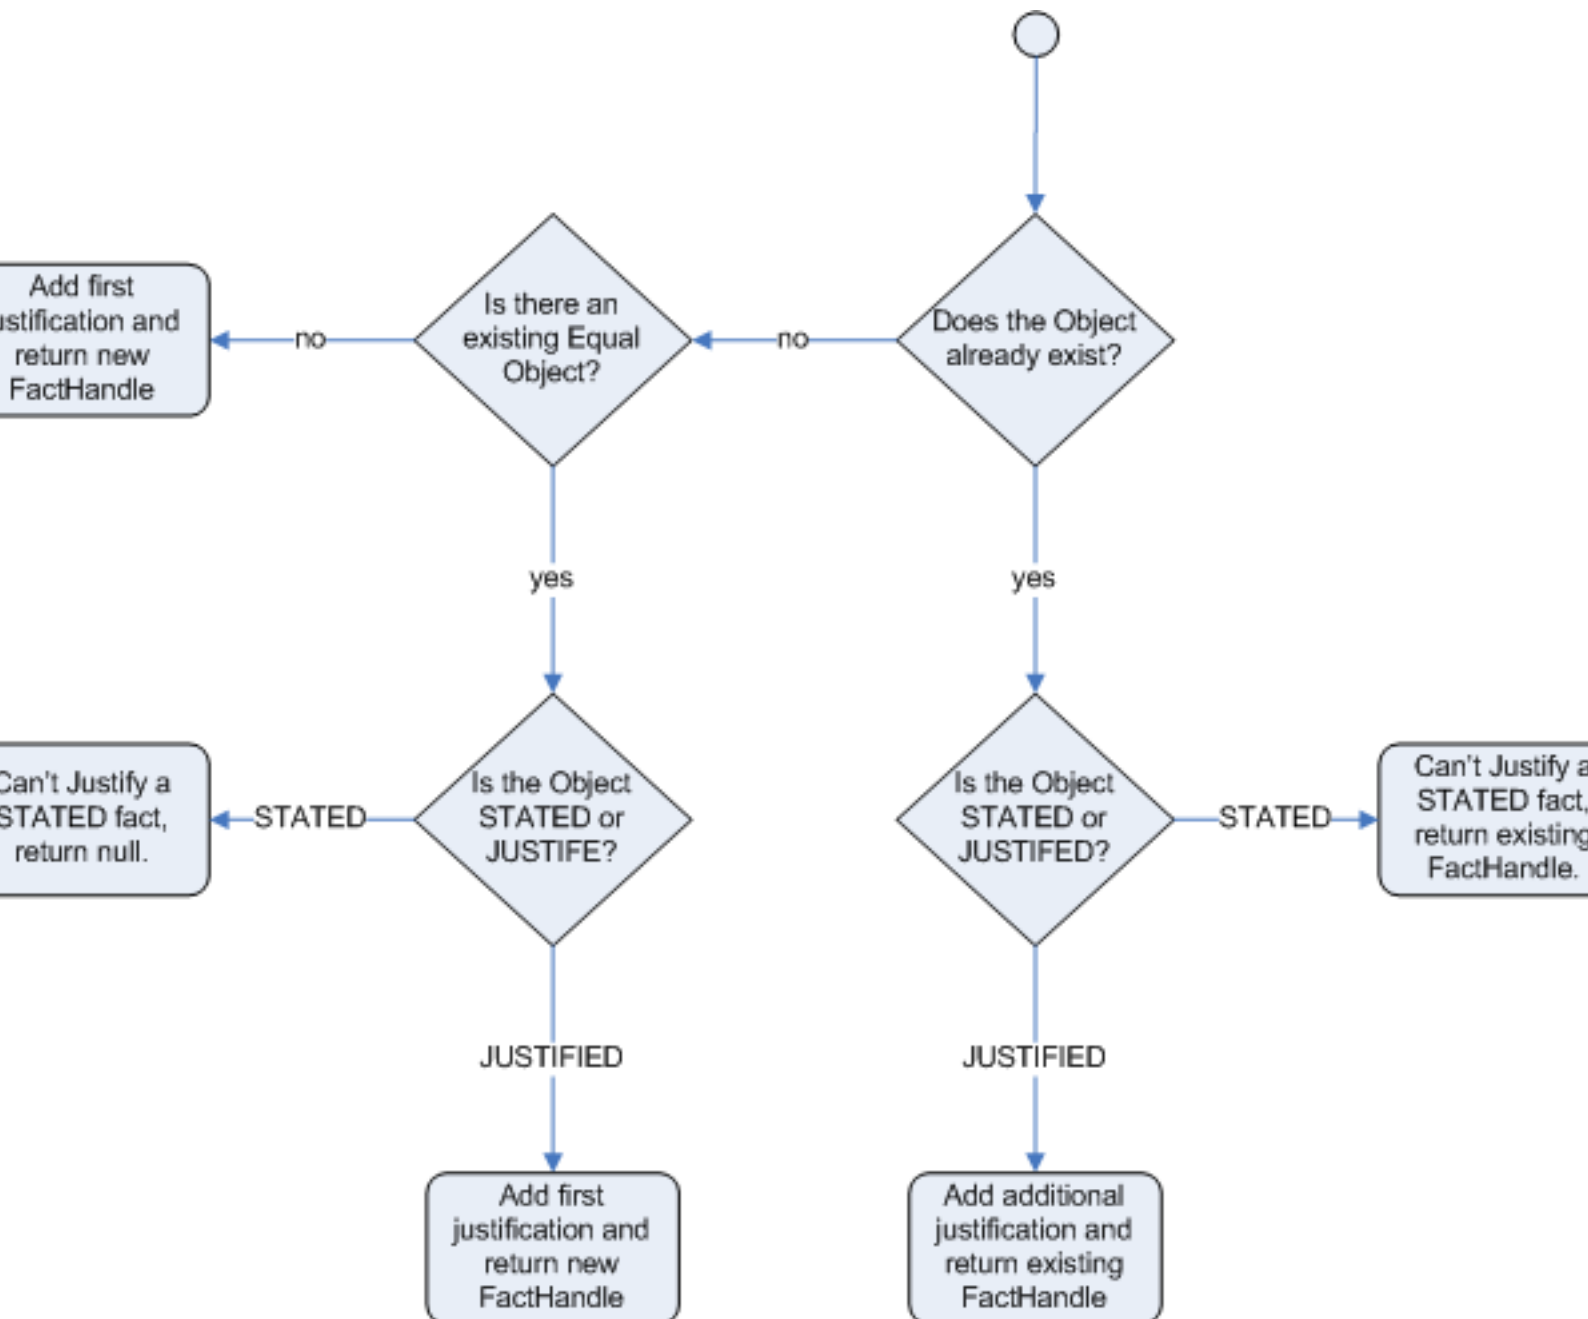 Add first
ustification and
return new
FactHandle
no
Is there an
existing Equal
Object?
no
Does the Object
already exist?
yes
yes
Can't Justify a
STATED fact,
return null.
STATED
Is the Object
STATED or
JUSTIFE?
Is the Object
STATED or
JUSTIFED?
STATED
Can't Justify a
STATED fact,
return existing
FactHandle.
JUSTIFIED
JUSTIFIED
Add first
justification and
return new
FactHandle
Add additional
justification and
return existing
FactHandle